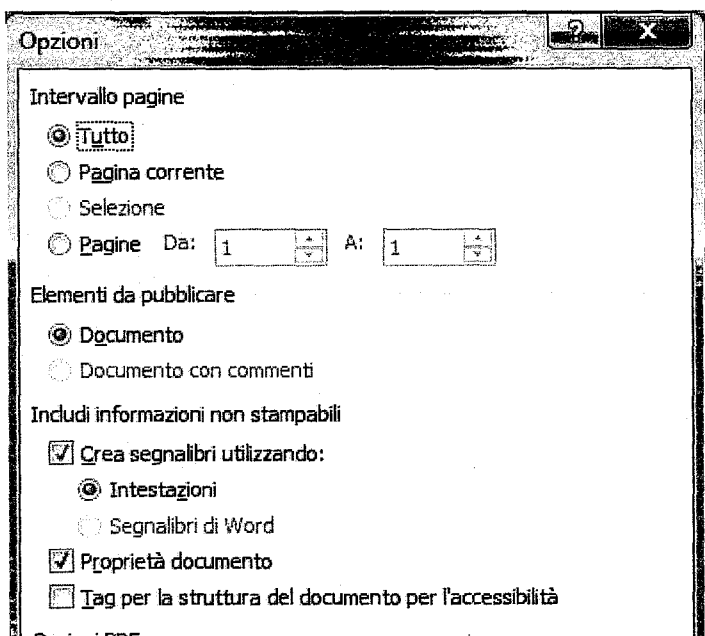 Opzioni
Intervallo pagine
Tutto
Pagina corrente
Selezione
Pagine Da: 1 A: 1
Elementi da pubblicare
Documento
Documento con commenti
Includi informazioni non stampabili
Crea segnalibri utilizzando:
Intestazioni
Segnalibri di Word
Proprietà documento
Tag per la struttura del documento per l'accessibilità